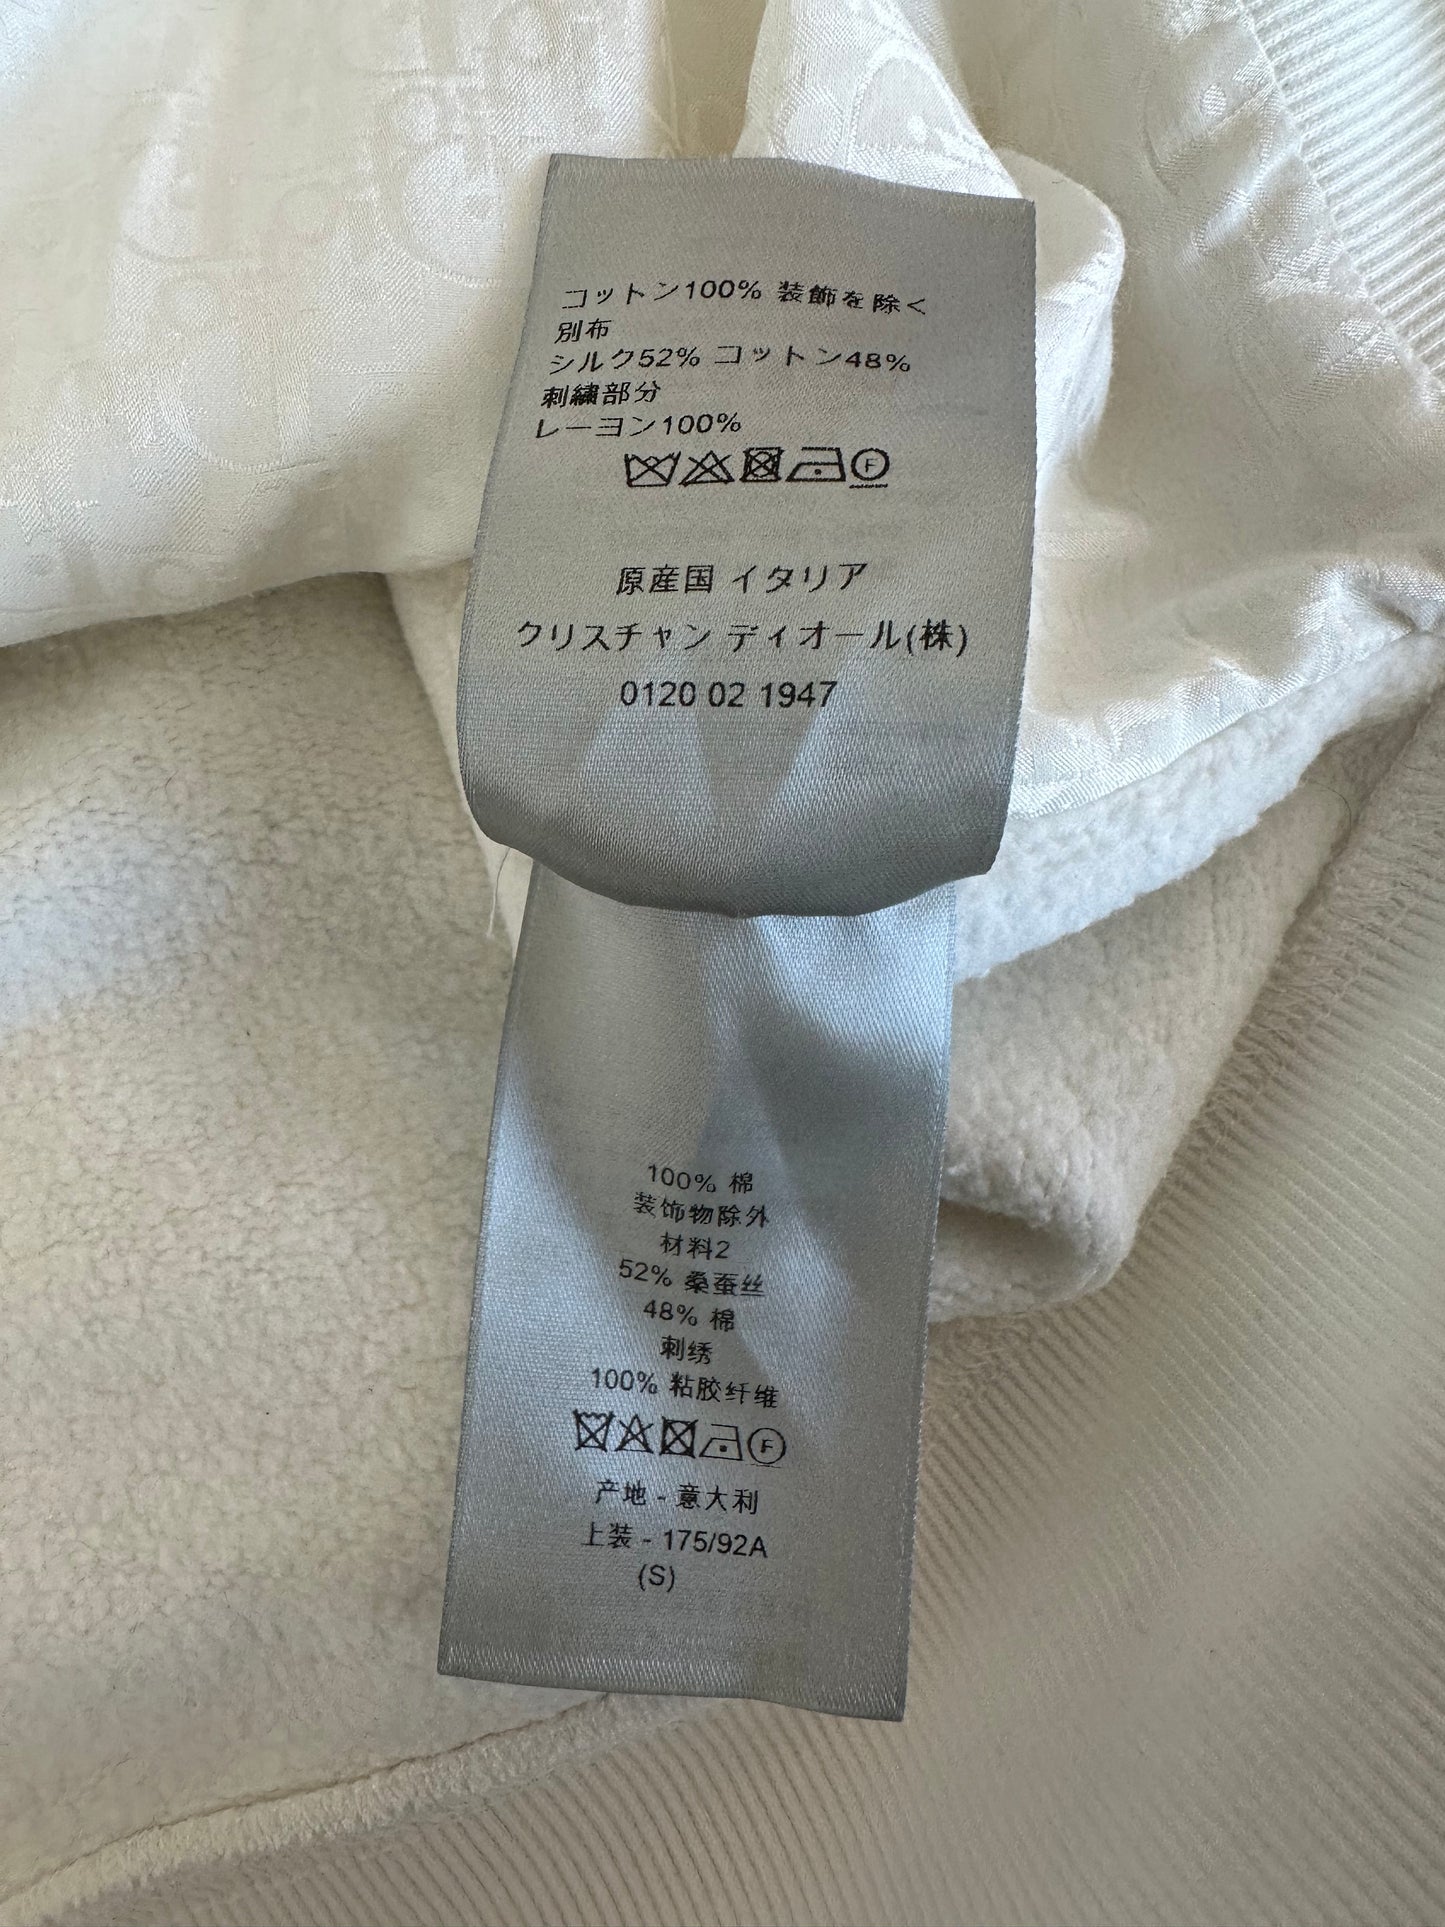 コットン100% 装飾を除く
別布
シルク52% コットン48%
刺繍部分
レーヨン100%
F
原産国 イタリア
クリスチャン ディオール(株)
0120 02 1947
100% 棉
装饰物除外
材料2
52% 桑蚕丝
48% 棉
刺绣
100% 粘胶纤维
F
产地 - 意大利
上装 - 175/92A
(S)